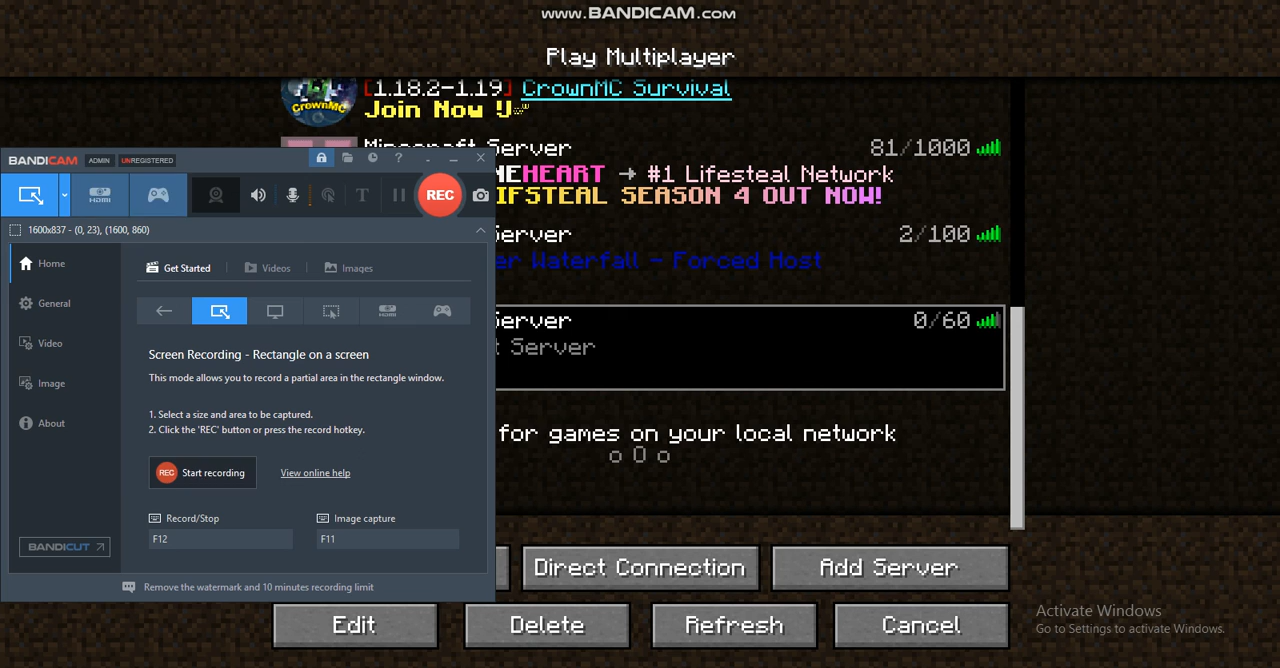 www.BANDICAM.com
Play Multiplayer
[1.18.2-1.19] CrownMC Survival
CrownMC
Join Now
Minecraft Server 81/1000
NEHEART → #1 Lifesteal Network
IFSTEAL SEASON 4 OUT NOW!
Server 2/100
er Waterfall - Forced Host
Server 0/60
t Server
for games on your local network
o O o
Direct Connection
Add Server
Edit
Delete
Refresh
Cancel
BANDICAM ADMIN UNREGISTERED
HDMI
T
REC
1600x837 - (0, 23), (1600, 860)
Home
General
Video
Image
About
BANDICUT
Get Started
Videos
Images
HDMI
Screen Recording - Rectangle on a screen
This mode allows you to record a partial area in the rectangle window.
1. Select a size and area to be captured.
2. Click the 'REC' button or press the record hotkey.
REC Start recording
View online help
Record/Stop
Image capture
F12
F11
Remove the watermark and 10 minutes recording limit
Activate Windows
Go to Settings to activate Windows.